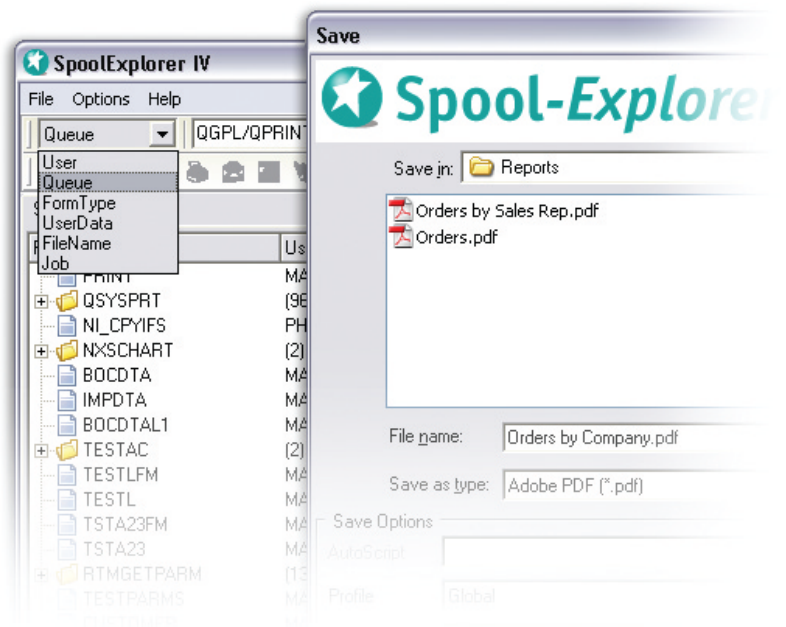 SpoolExplorer IV
File Options Help
Queue QGPL/QPRINT
User
Queue
FormType
UserData
FileName
Job
Us
PRINT MA
QSYSPRT (96
NI_CPYIFS PH
NXSCHART (2)
BOCDTA MA
IMPDTA MA
BOCDTAL1 MA
TESTAC (2)
TESTLFM MA
TESTL MA
TSTA23FM MA
TSTA23 MA
RTMGETPARM (13
TESTPARMS MA
Save
Spool-Explorer
Save in: Reports
Orders by Sales Rep.pdf
Orders.pdf
File name: Orders by Company.pdf
Save as type: Adobe PDF (*.pdf)
Save Options
AutoScript
Profile Global